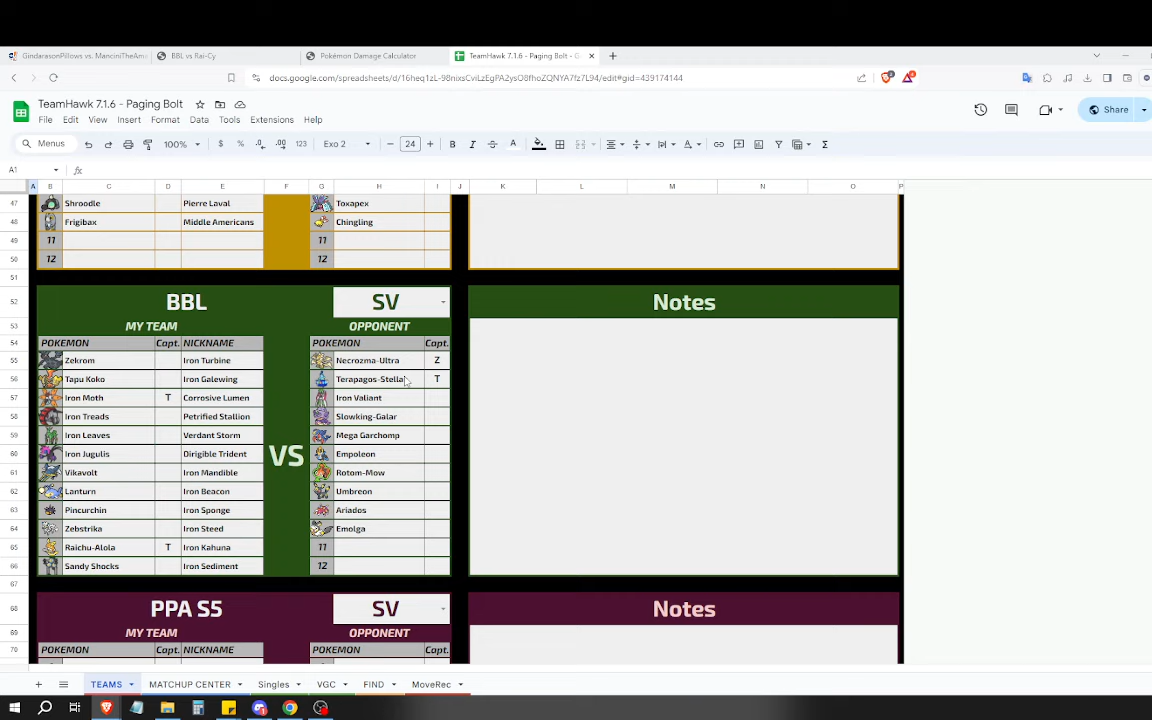 GindarasonPillows vs. ManciniTheAm
BBL vs Rai-Cy
Pokémon Damage Calculator
TeamHawk 7.1.6 - Paging Bolt - G
docs.google.com/spreadsheets/d/
edit#gid=439174144
TeamHawk 7.1.6 - Paging Bolt
Share
File Edit View Insert Format Data Tools Extensions Help
Menus 100% $ % .0 .00 123 Exo 2 24 B I A
A1 fx
A B C D E F G H I J K L M N O P
47 Shroodle Pierre Laval Toxapex
48 Frigibax Middle Americans Chingling
49 11 11
50 12 12
51
52 BBL SV Notes
53 MY TEAM OPPONENT
54 POKEMON Capt. NICKNAME POKEMON Capt.
55 Zekrom Iron Turbine Necrozma-Ultra Z
56 Tapu Koko Iron Galewing Terapagos-Stella T
57 Iron Moth T Corrosive Lumen Iron Valiant
58 Iron Treads Petrified Stallion Slowking-Galar
59 Iron Leaves Verdant Storm Mega Garchomp
60 Iron Jugulis Dirigible Trident Empoleon
61 Vikavolt Iron Mandible Rotom-Mow
62 Lanturn Iron Beacon Umbreon
63 Pincurchin Iron Sponge Ariados
64 Zebstrika Iron Steed Emolga
65 Raichu-Alola T Iron Kahuna 11
66 Sandy Shocks Iron Sediment 12
VS
67
68 PPA S5 SV Notes
69 MY TEAM OPPONENT
70 POKEMON Capt. NICKNAME POKEMON Capt.
TEAMS MATCHUP CENTER Singles VGC FIND MoveRec